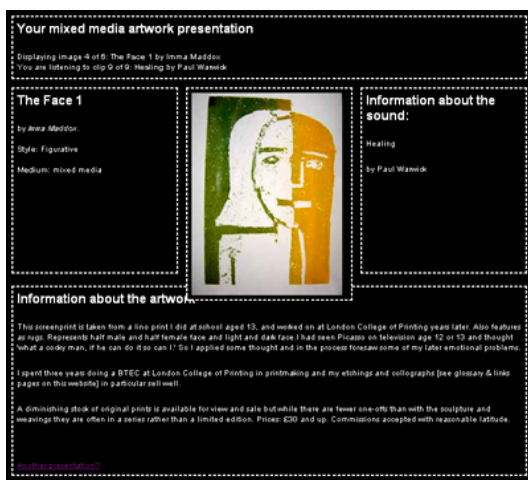 Your mixed media artwork presentation
Displaying image 4 of 6: The Face 1 by Imma Maddox
You are listening to clip 9 of 9: Healing by Paul Warwick
The Face 1
by Imma Maddox.
Style: Figurative
Medium: mixed media
Information about the
sound:
Healing
by Paul Warwick
Information about the artwork
This screenprint is taken from a lino print I did at school aged 13, and worked on at London College of Printing years later. Also features
as rugs. Represents half male and half female face and light and dark face.I had seen Picasso on television age 12 or 13 and thought
'what a cocky man, if he can do it so can I.' So I applied some thought and in the process foresaw some of my later emotional problems.
I spent three years doing a BTEC at London College of Printing in printmaking and my etchings and collographs [see glossary & links
pages on this website] in particular sell well.
A diminishing stock of original prints is available for view and sale but while there are fewer one-offs than with the sculpture and
weavings they are often in a series rather than a limited edition. Prices: £30 and up. Commissions accepted with reasonable latitude.
Another presentation?